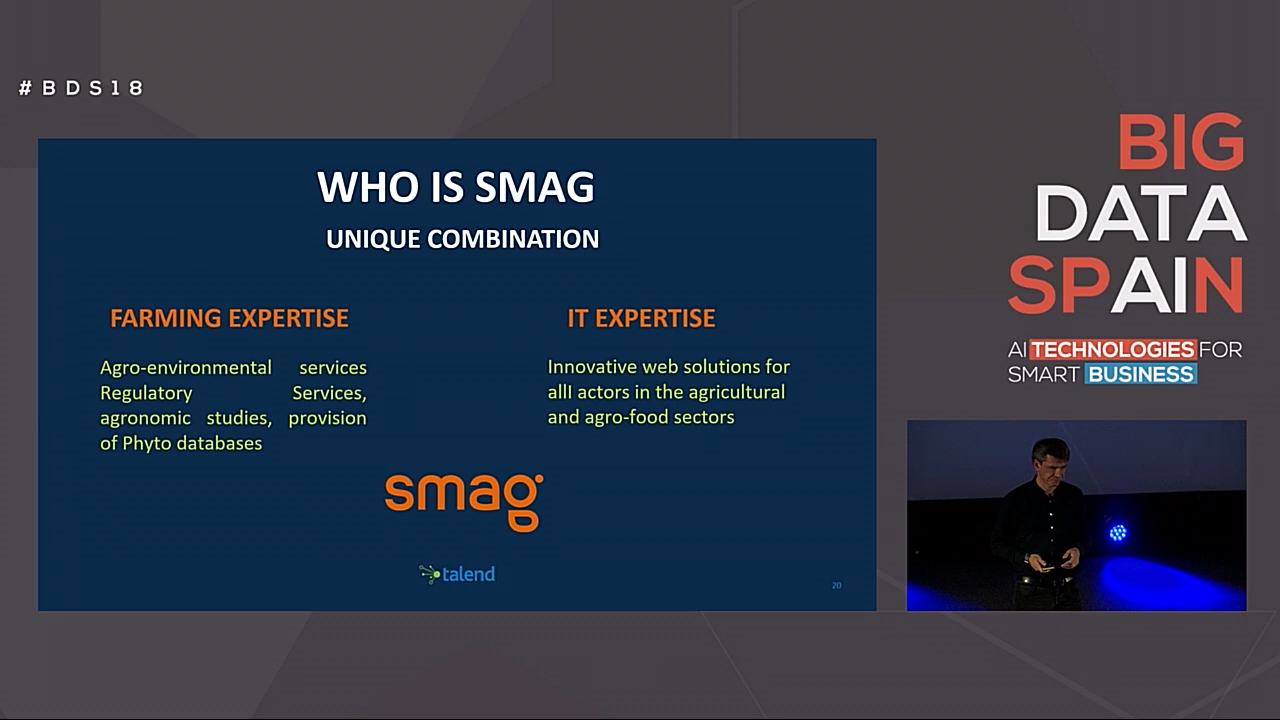 #BDS18
WHO IS SMAG
UNIQUE COMBINATION
FARMING EXPERTISE
Agro-environmental services
Regulatory Services,
agronomic studies, provision
of Phyto databases
IT EXPERTISE
Innovative web solutions for
alll actors in the agricultural
and agro-food sectors
smag
talend
20
BIG
DATA
SPAIN
AI TECHNOLOGIES FOR
SMART BUSINESS